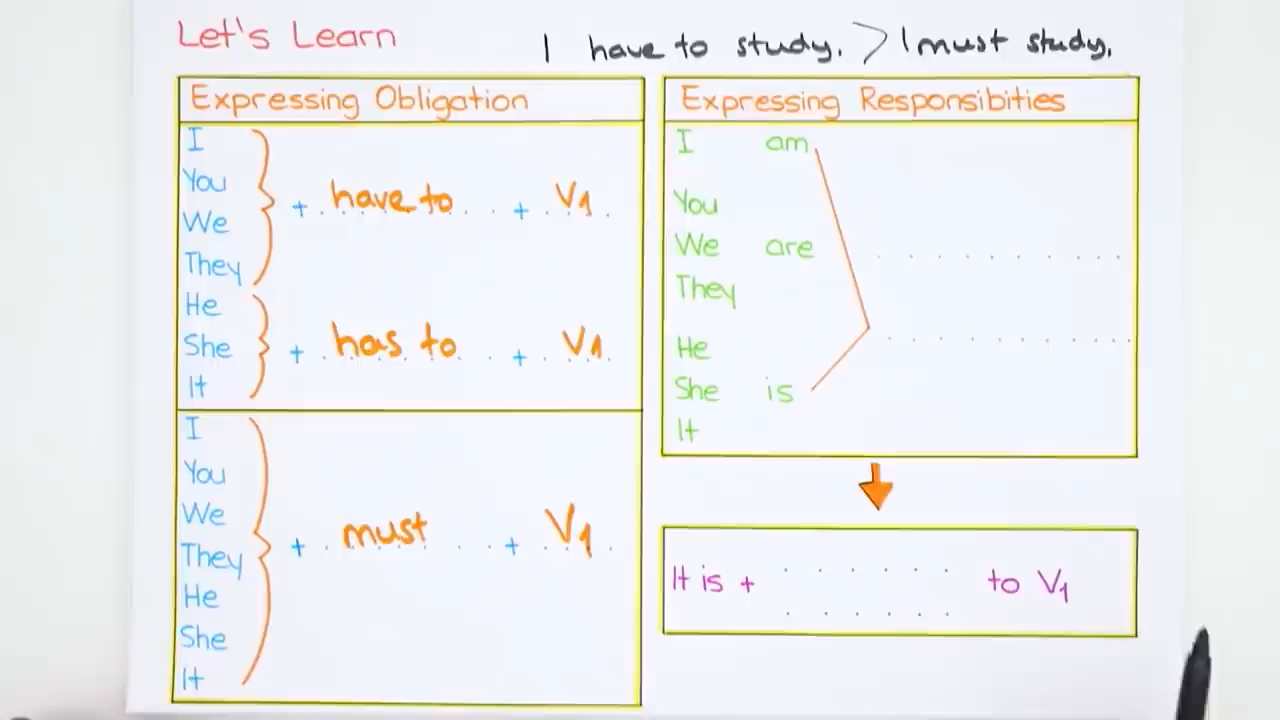 Let's Learn
I have to study. > I must study.
Expressing Obligation
I
You
We
They
+ have to + V1
He
She
It
+ has to + V1
I
You
We
They
He
She
It
+ must + V1
Expressing Responsibities
I am
You
We are
They
He
She is
It
It is + to V1